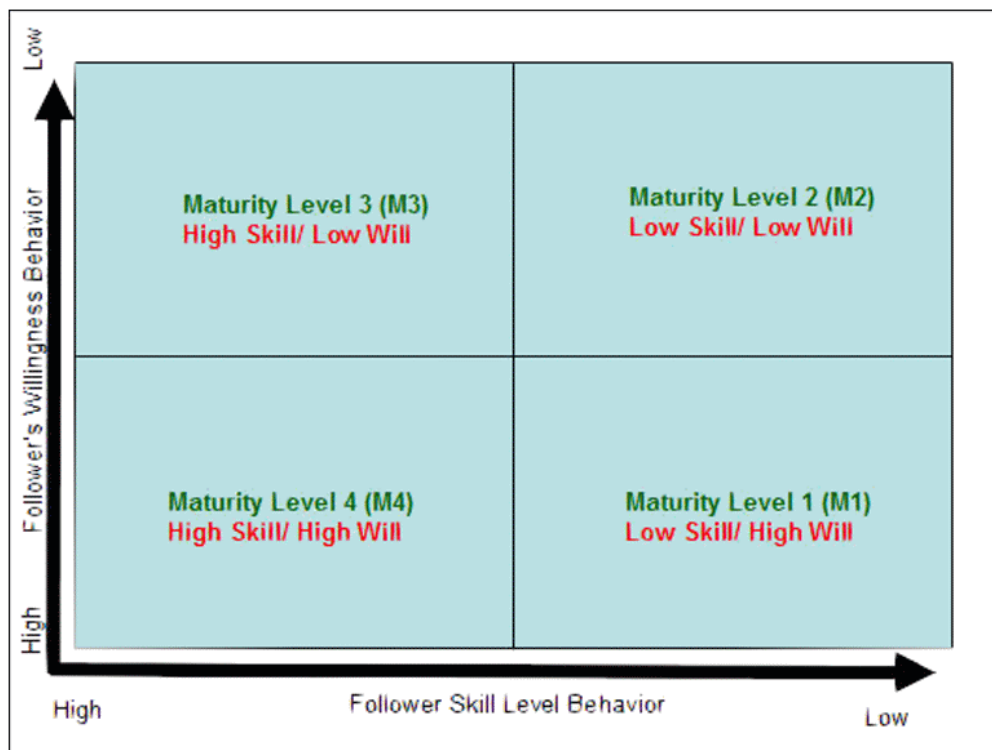 Low
Follower's Willingness Behavior
High
Maturity Level 3 (M3)
High Skill/ Low Will
Maturity Level 2 (M2)
Low Skill/ Low Will
Maturity Level 4 (M4)
High Skill/ High Will
Maturity Level 1 (M1)
Low Skill/ High Will
High
Follower Skill Level Behavior
Low